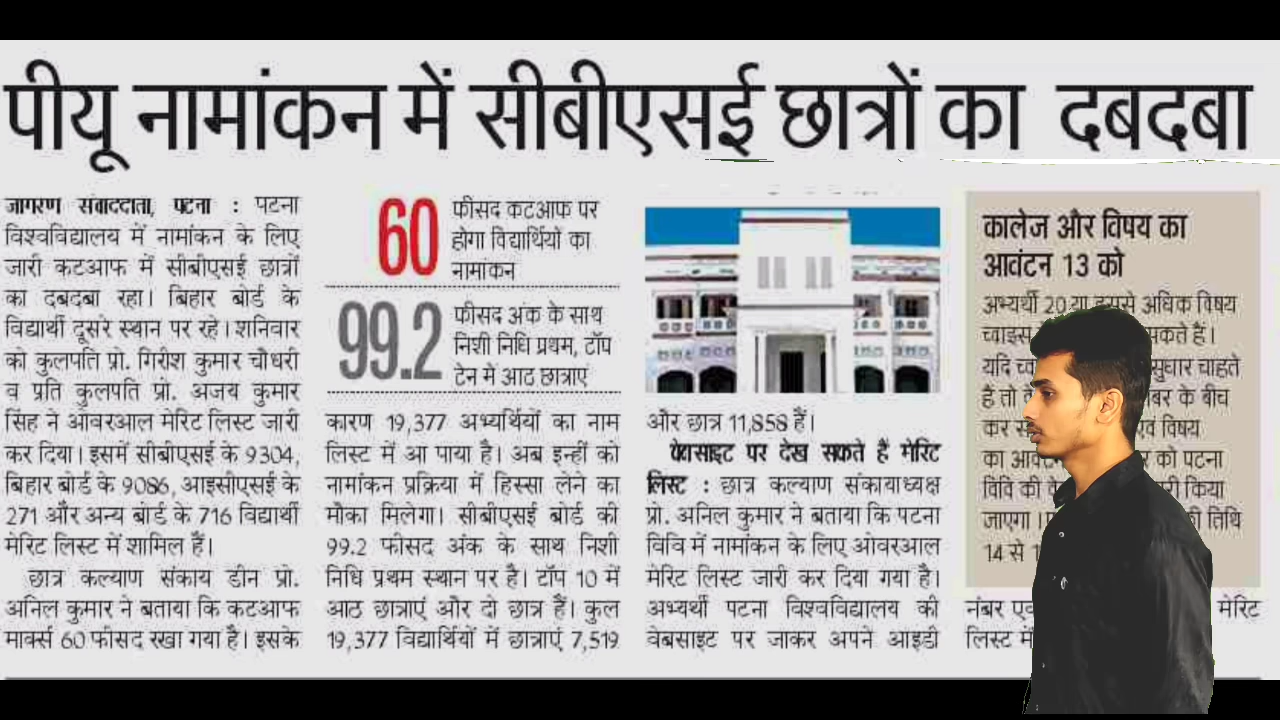 पीयू नामांकन में सीबीएसई छात्रों का दबदबा
जागरण संवाददाता, पटना : पटना
विश्वविद्यालय में नामांकन के लिए
जारी कटआफ में सीबीएसई छात्रों
का दबदबा रहा। बिहार बोर्ड के
विद्यार्थी दूसरे स्थान पर रहे। शनिवार
को कुलपति प्रो. गिरीश कुमार चौधरी
व प्रति कुलपति प्रो. अजय कुमार
सिंह ने ओवरआल मेरिट लिस्ट जारी
कर दिया। इसमें सीबीएसई के 9304,
बिहार बोर्ड के 9086, आइसीएसई के
271 और अन्य बोर्ड के 716 विद्यार्थी
मेरिट लिस्ट में शामिल हैं।
छात्र कल्याण संकाय डीन प्रो.
अनिल कुमार ने बताया कि कटआफ
मार्क्स 60 फीसद रखा गया है। इसके
60 फीसद कटआफ पर
होगा विद्यार्थियों का
नामांकन
99.2 फीसद अंक के साथ
निशी निधि प्रथम, टॉप
टेन में आठ छात्राएं
कारण 19,377 अभ्यर्थियों का नाम
लिस्ट में आ पाया है। अब इन्हीं को
नामांकन प्रक्रिया में हिस्सा लेने का
मौका मिलेगा। सीबीएसई बोर्ड की
99.2 फीसद अंक के साथ निशी
निधि प्रथम स्थान पर है। टॉप 10 में
आठ छात्राएं और दो छात्र हैं। कुल
19,377 विद्यार्थियों में छात्राएं 7,519
और छात्र 11,858 हैं।
वेबसाइट पर देख सकते हैं मेरिट
लिस्ट : छात्र कल्याण संकायाध्यक्ष
प्रो. अनिल कुमार ने बताया कि पटना
विवि में नामांकन के लिए ओवरआल
मेरिट लिस्ट जारी कर दिया गया है।
अभ्यर्थी पटना विश्वविद्यालय की
वेबसाइट पर जाकर अपने आइडी
कालेज और विषय का
आवंटन 13 को
अभ्यर्थी 20 या इससे अधिक विषय
च्वाइस सकते हैं।
यदि सुधार चाहते
हैं तो के बीच
कर विषय
का को पटना
विवि की किया
जाएगा। तिथि
14 से
नंबर मेरिट
लिस्ट में